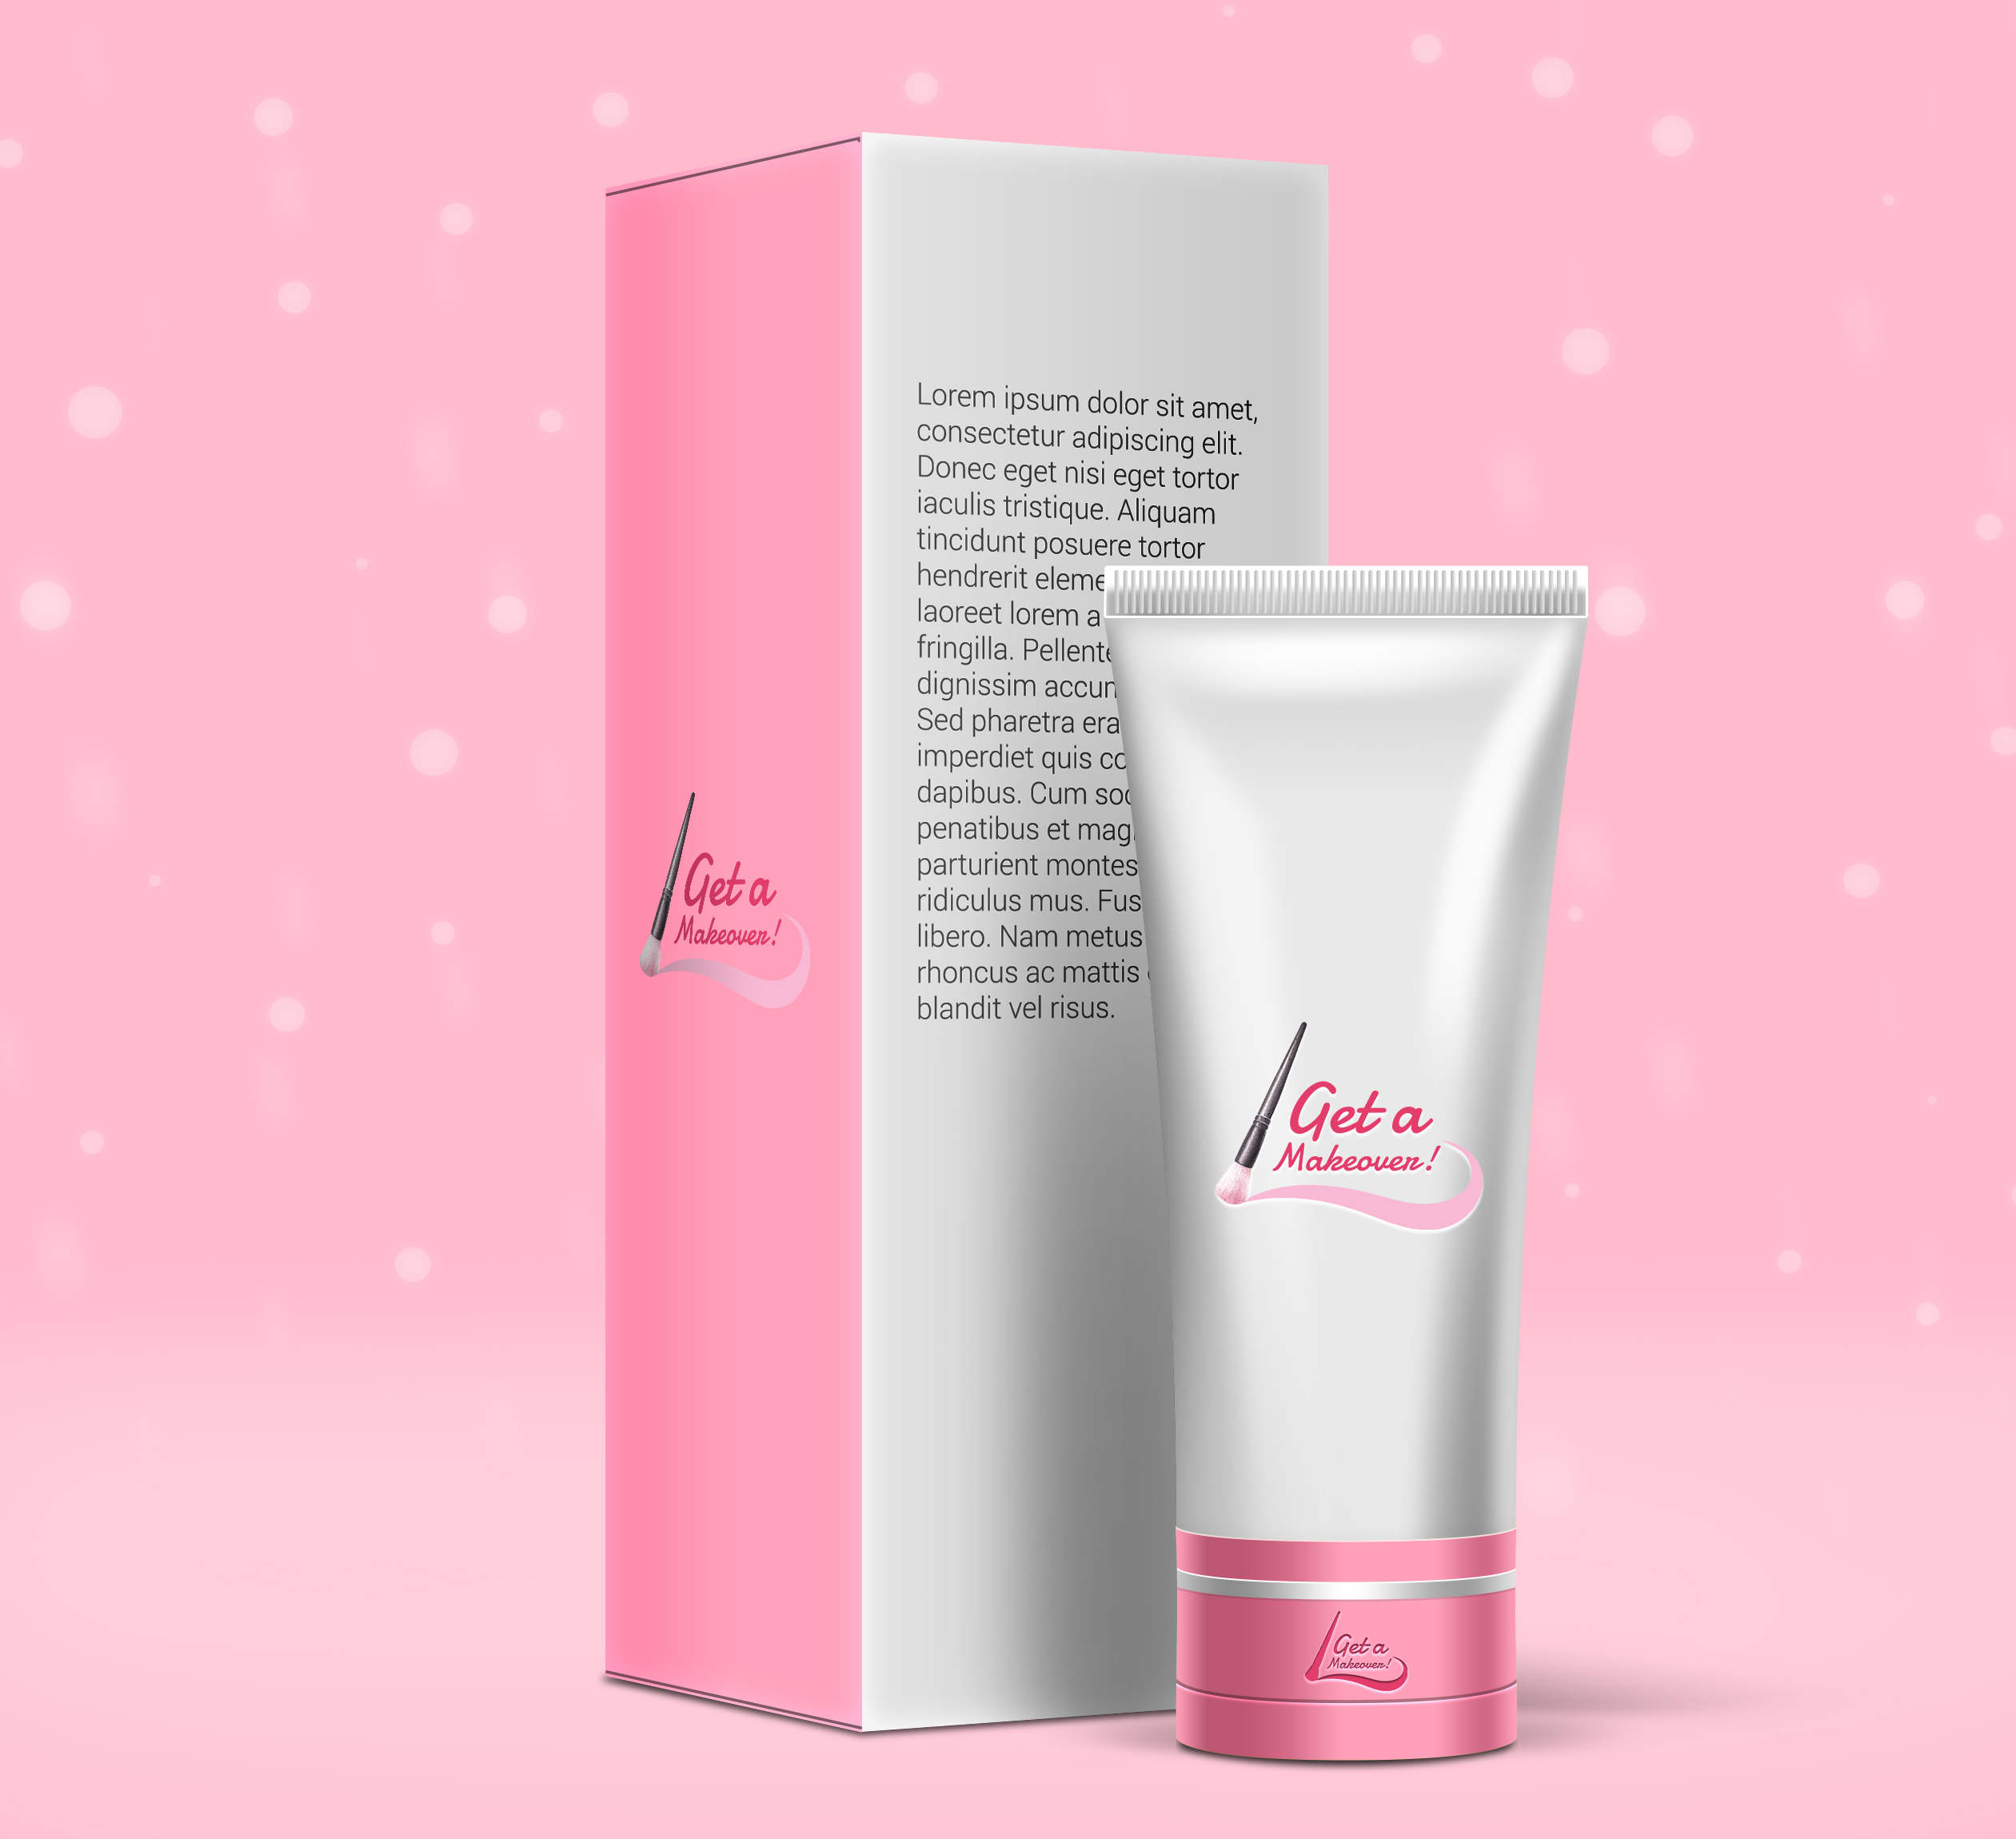 Lorem ipsum dolor sit amet,
consectetur adipiscing elit.
Donec eget nisi eget tortor
iaculis tristique. Aliquam
tincidunt posuere tortor
hendrerit
laoreet lorem a
fringilla.
dignissim
Sed pharetra
imperdiet quis
dapibus. Cum
penatibus et
parturient montes
ridiculus mus.
libero. Nam metus
rhoncus ac mattis
blandit vel risus.
Get a
Makeover!
Get a
Makeover!
Get a
Makeover!